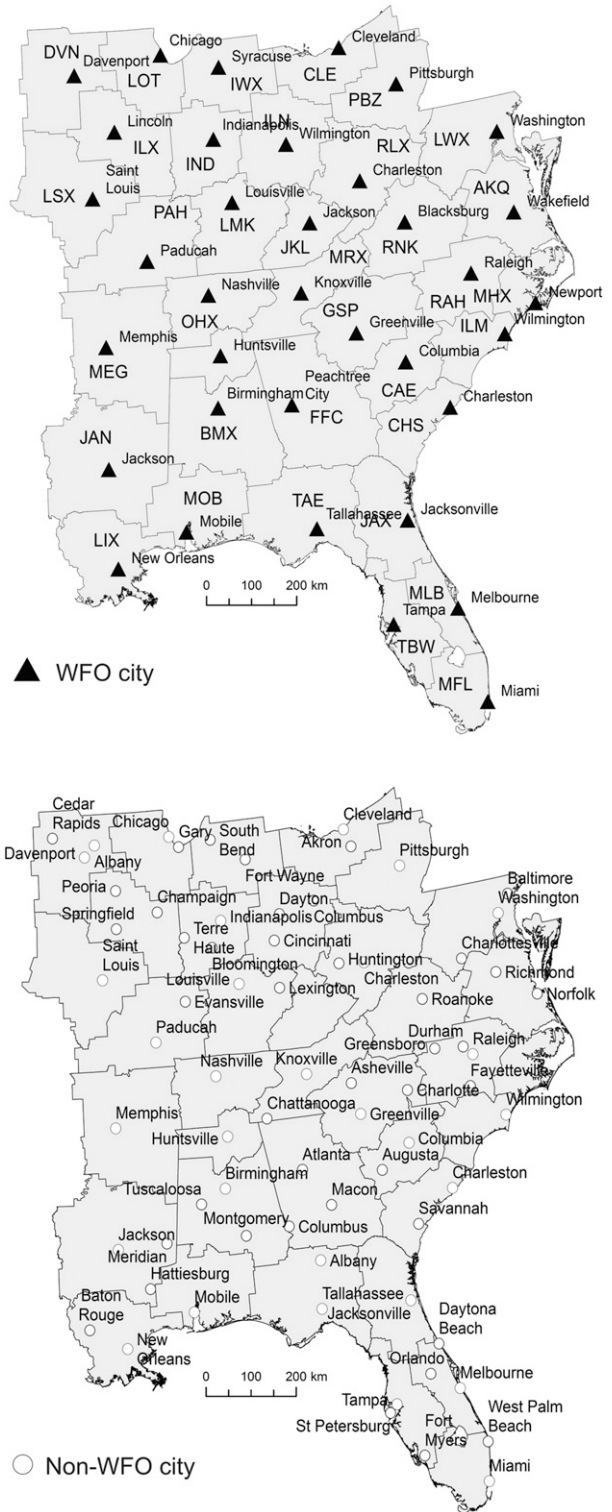 Chicago
Cleveland
DVN
Davenport
LOT
Syracuse
IWX
CLE
Pittsburgh
PBZ
Lincoln
ILX
Indianapolis
IND
ILN
Wilmington
RLX
LWX
Washington
Saint
Louis
LSX
PAH
Louisville
LMK
Charleston
AKQ
Wakefield
Jackson
JKL
Blacksburg
RNK
MRX
Paducah
Raleigh
RAH
MHX
Newport
Nashville
OHX
Knoxville
GSP
Greenville
ILM
Wilmington
Memphis
MEG
Huntsville
Columbia
CAE
Peachtree
City
FFC
Birmingham
BMX
Charleston
CHS
JAN
Jackson
MOB
Mobile
TAE
Tallahassee
JAX
Jacksonville
LIX
New Orleans
0 100 200 km
MLB
Melbourne
Tampa
TBW
MFL
Miami
WFO city
Cedar
Rapids
Chicago
Gary
South
Bend
Cleveland
Akron
Davenport
Albany
Pittsburgh
Peoria
Fort Wayne
Champaign
Dayton
Baltimore
Washington
Springfield
Terre
Haute
Indianapolis
Columbus
Cincinnati
Saint
Louis
Charlottesville
Bloomington
Huntington
Louisville
Charleston
Richmond
Evansville
Lexington
Roanoke
Norfolk
Paducah
Durham
Greensboro
Raleigh
Nashville
Knoxville
Asheville
Fayetteville
Charlotte
Memphis
Chattanooga
Greenville
Wilmington
Huntsville
Columbia
Atlanta
Augusta
Birmingham
Charleston
Tuscaloosa
Macon
Montgomery
Savannah
Jackson
Columbus
Meridian
Albany
Hattiesburg
Baton
Rouge
Mobile
Tallahassee
Jacksonville
Daytona
Beach
New
Orleans
Orlando
Melbourne
0 100 200 km
Tampa
West Palm
Beach
St Petersburg
Fort
Myers
Miami
Non-WFO city